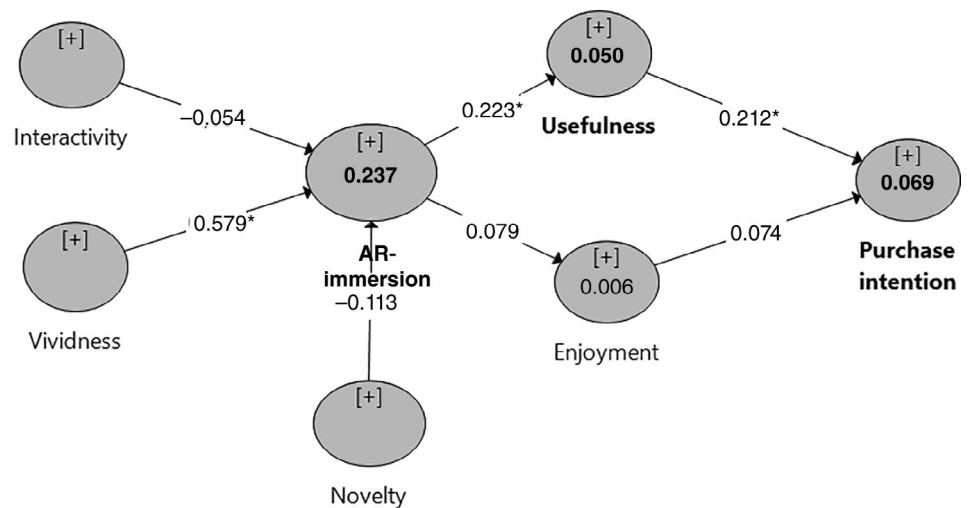 [+]
Interactivity
–0.054
[+]
Vividness
0.579*
[+]
0.237
AR-
immersion
–0.113
[+]
Novelty
0.223*
[+]
0.050
Usefulness
0.079
[+]
0.006
Enjoyment
0.212*
0.074
[+]
0.069
Purchase
intention